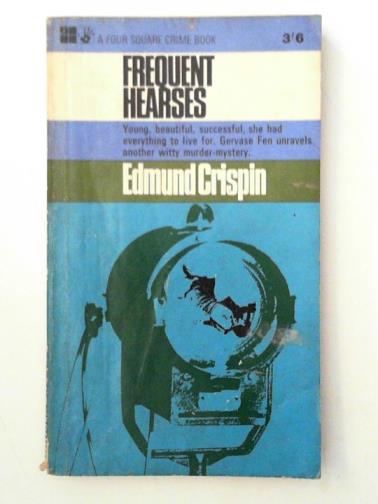 A FOUR SQUARE CRIME BOOK 3'6
FREQUENT
HEARSES
Young, beautiful, successful, she had
everything to live for. Gervase Fen unravels
another witty murder-mystery.
Edmund Crispin